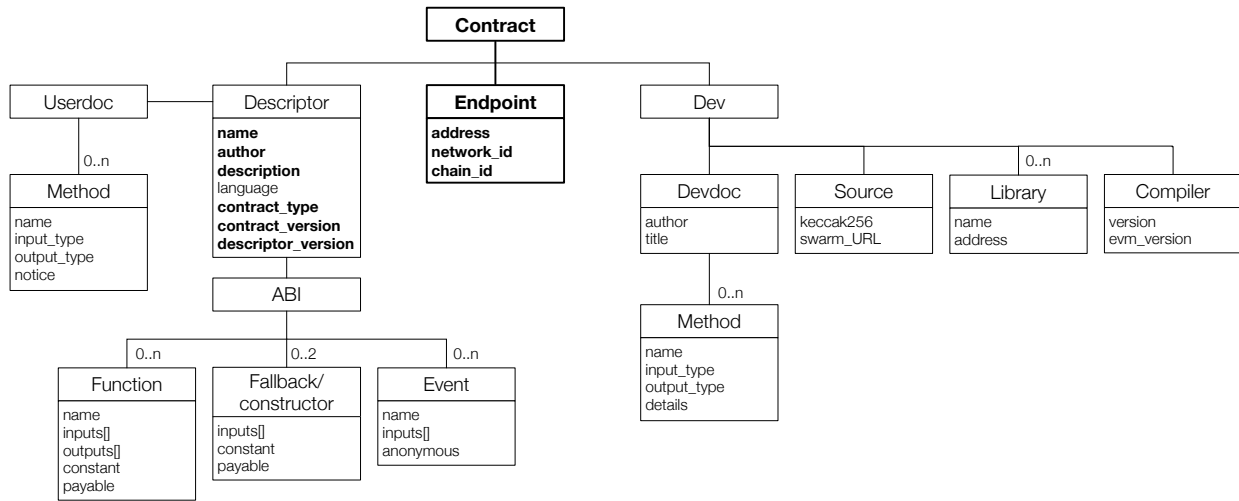 Contract
Userdoc
Descriptor
name
author
description
language
contract_type
contract_version
descriptor_version
Endpoint
address
network_id
chain_id
Dev
0..n
Method
name
input_type
output_type
notice
Devdoc
author
title
Source
keccak256
swarm_URL
0..n
Library
name
address
Compiler
version
evm_version
ABI
0..n
Function
name
inputs[]
outputs[]
constant
payable
0..2
Fallback/
constructor
inputs[]
constant
payable
0..n
Event
name
inputs[]
anonymous
0..n
Method
name
input_type
output_type
details